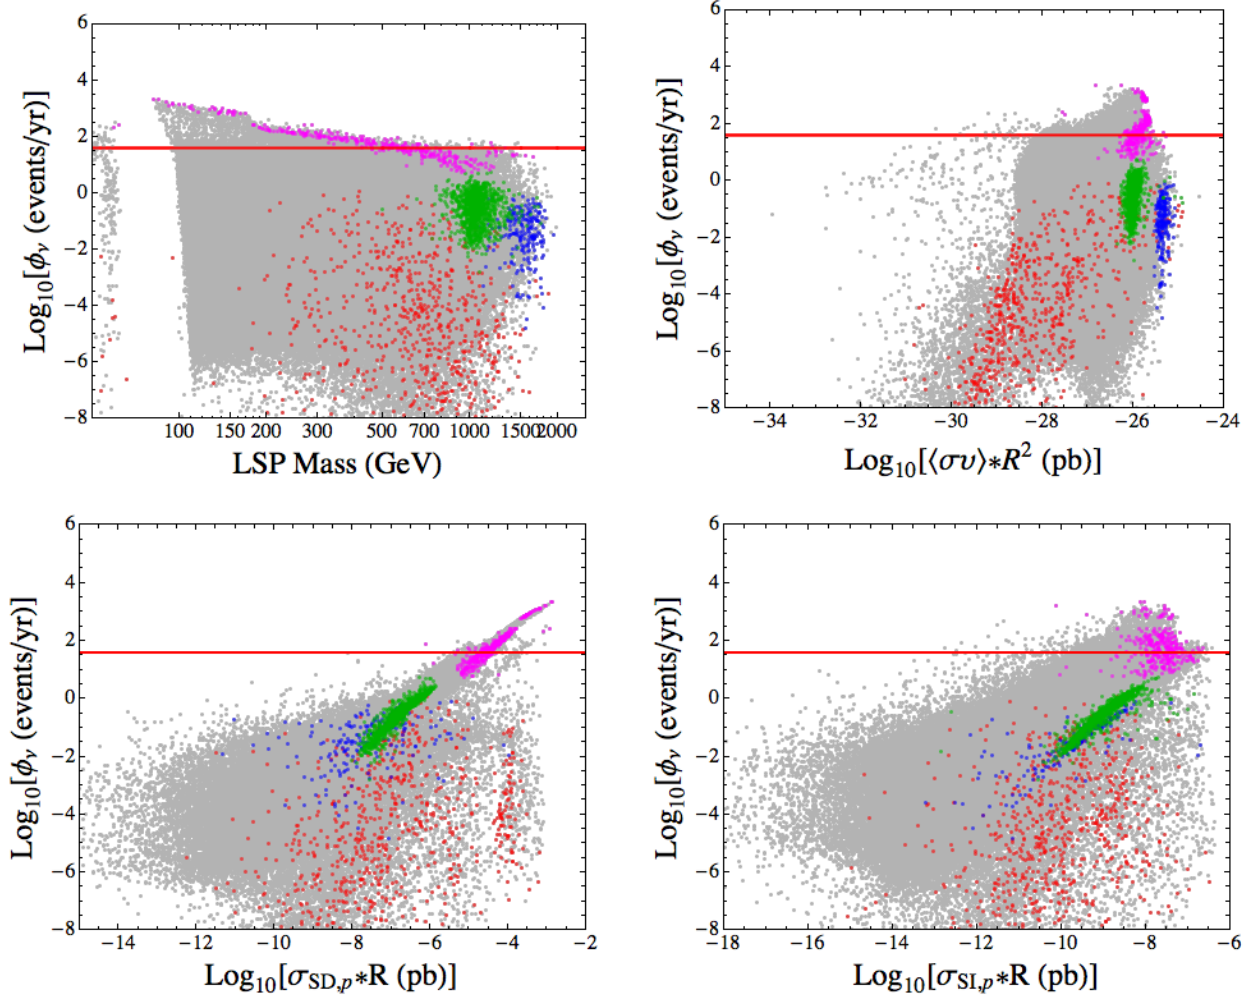 6
4
2
0
−2
−4
−6
−8
Log10[ϕν (events/yr)]
100 150 200 300 500 700 1000 1500 2000
LSP Mass (GeV)
6
4
2
0
−2
−4
−6
−8
Log10[ϕν (events/yr)]
−34 −32 −30 −28 −26 −24
Log10[⟨συ⟩∗R² (pb)]
6
4
2
0
−2
−4
−6
−8
Log10[ϕν (events/yr)]
−14 −12 −10 −8 −6 −4 −2
Log10[σSD,p∗R (pb)]
6
4
2
0
−2
−4
−6
−8
Log10[ϕν (events/yr)]
−18 −16 −14 −12 −10 −8 −6
Log10[σSI,p∗R (pb)]